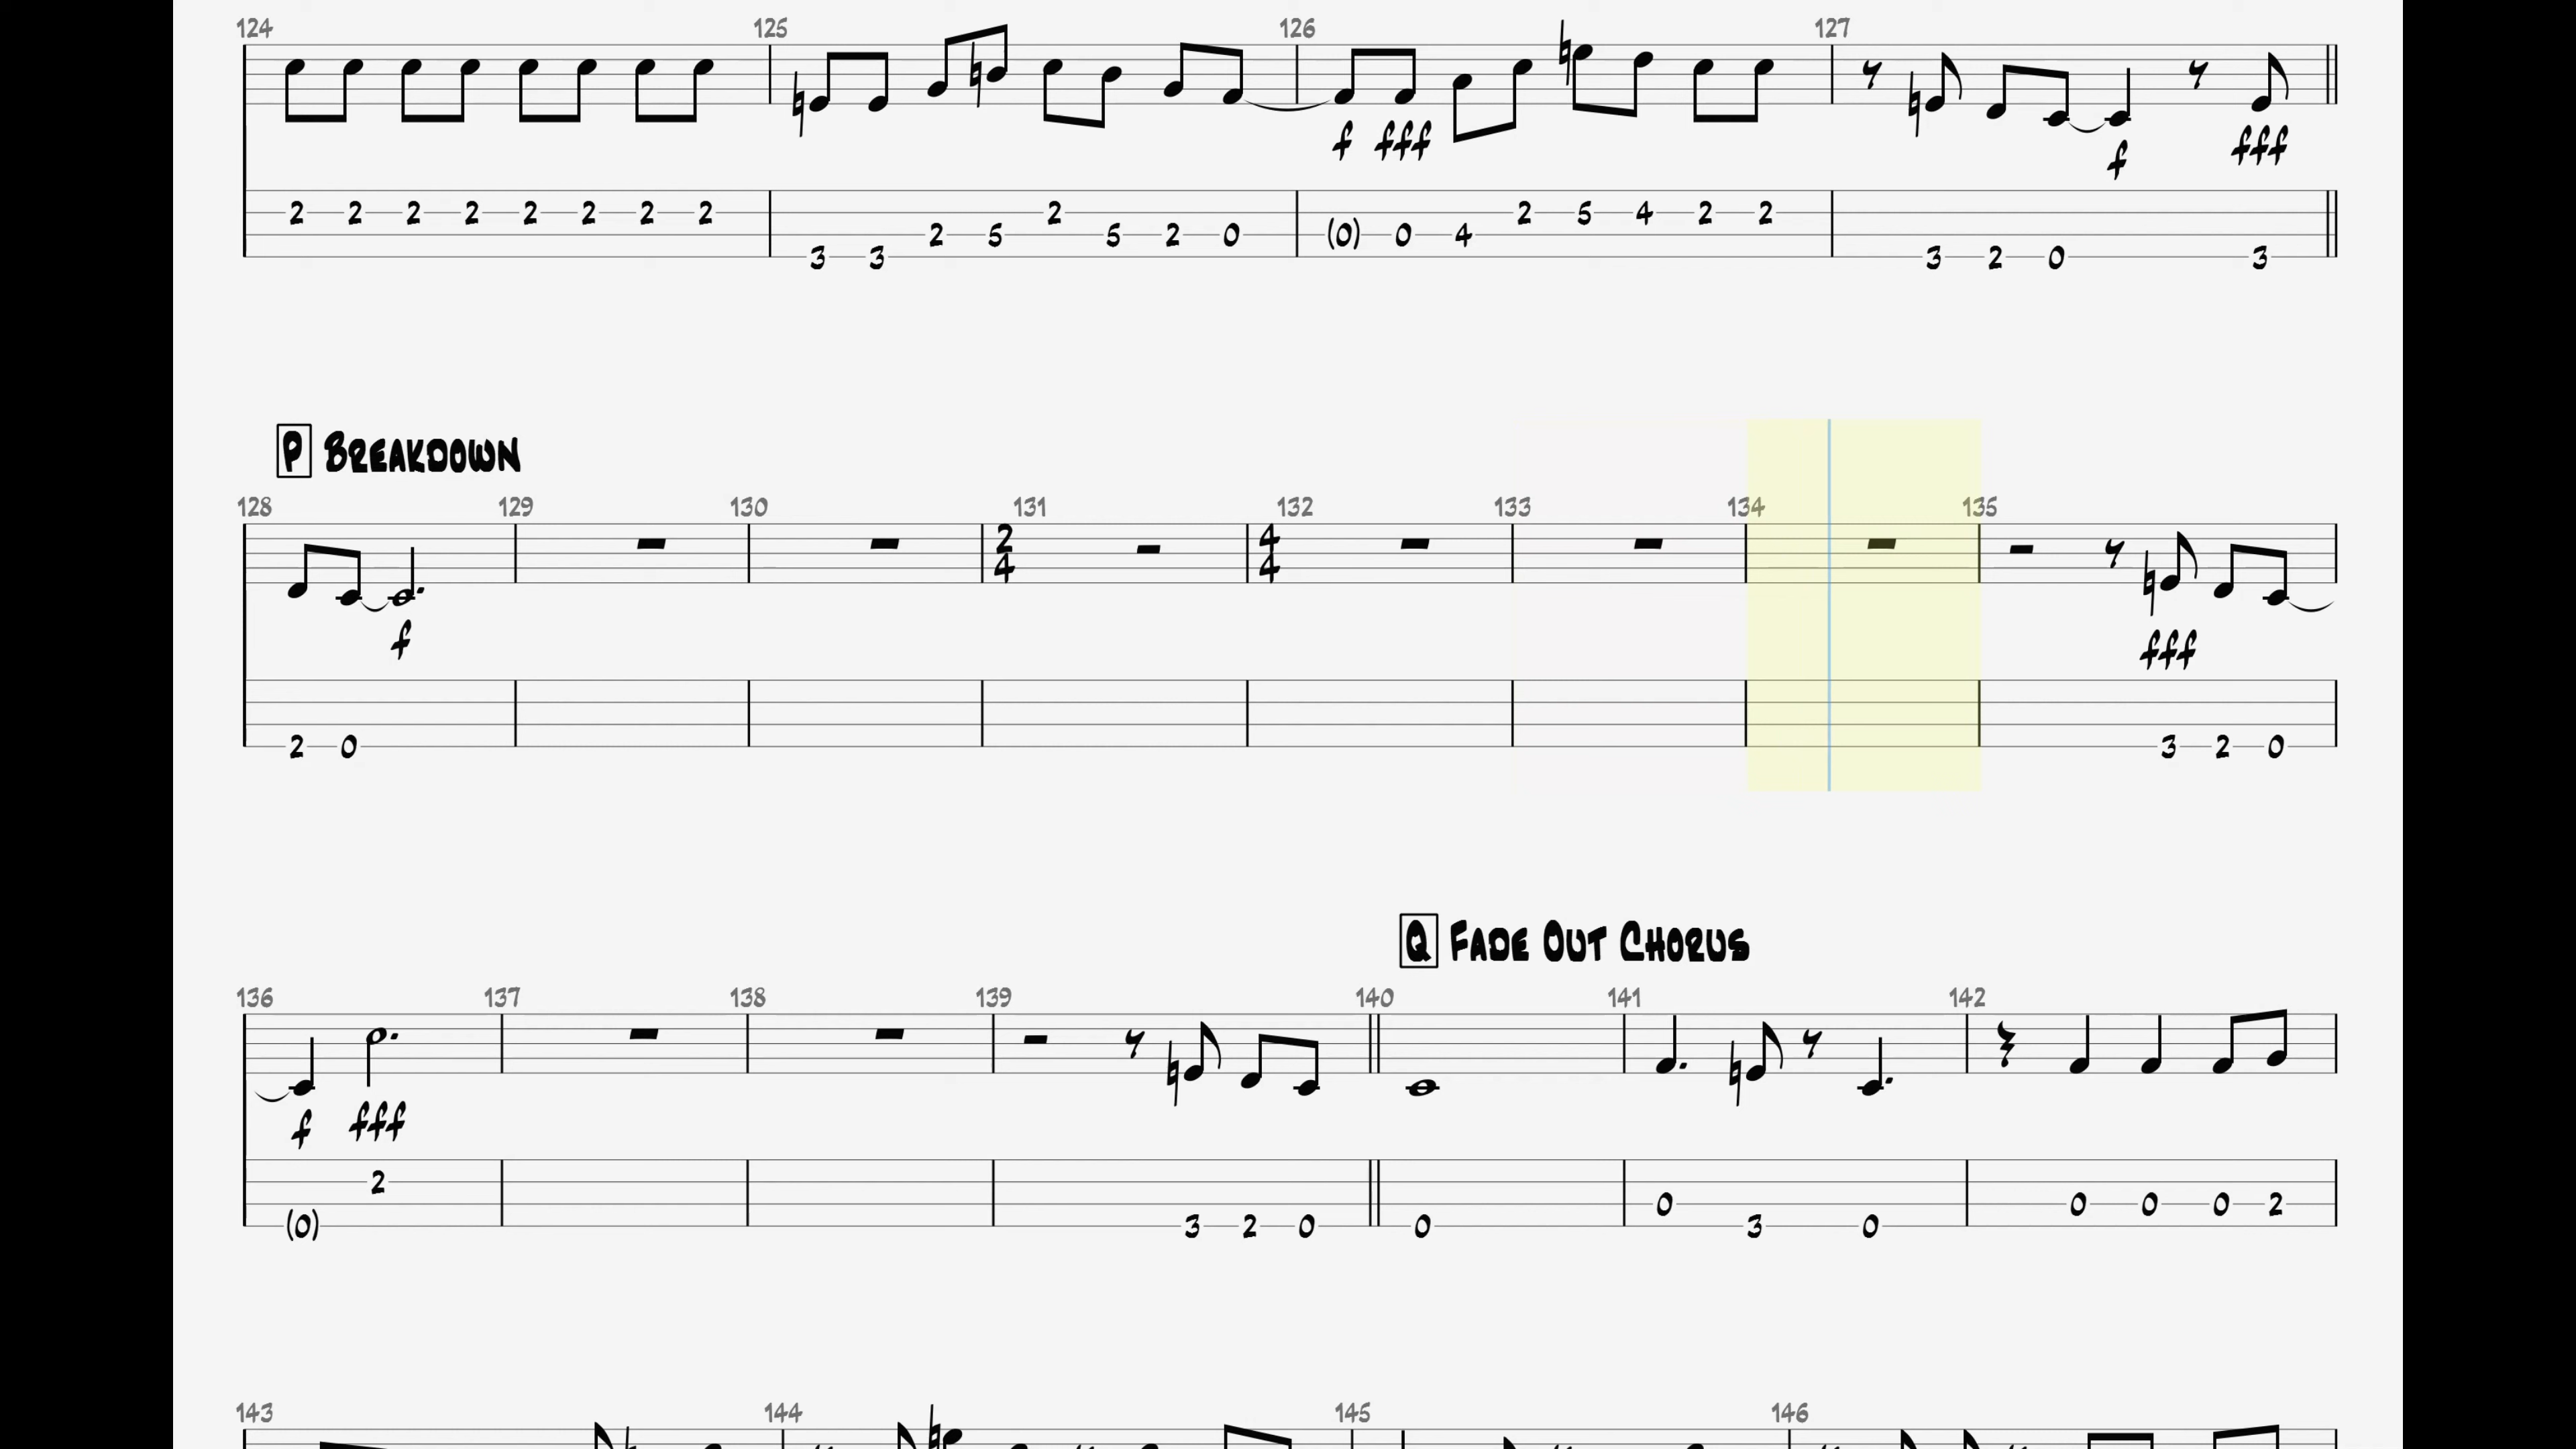 124 125 126 127
f fff f fff
2 2 2 2 2 2 2 2 3 3 2 5 2 5 2 0 (0) 0 4 2 5 4 2 2 3 2 0 3
P BREAKDOWN
128 129 130 131 132 133 134 135
2 4 4 4
f fff
2 0 3 2 0
Q FADE OUT CHORUS
136 137 138 139 140 141 142
f fff
(0) 2 3 2 0 0 0 3 0 0 0 0 2
143 144 145 146